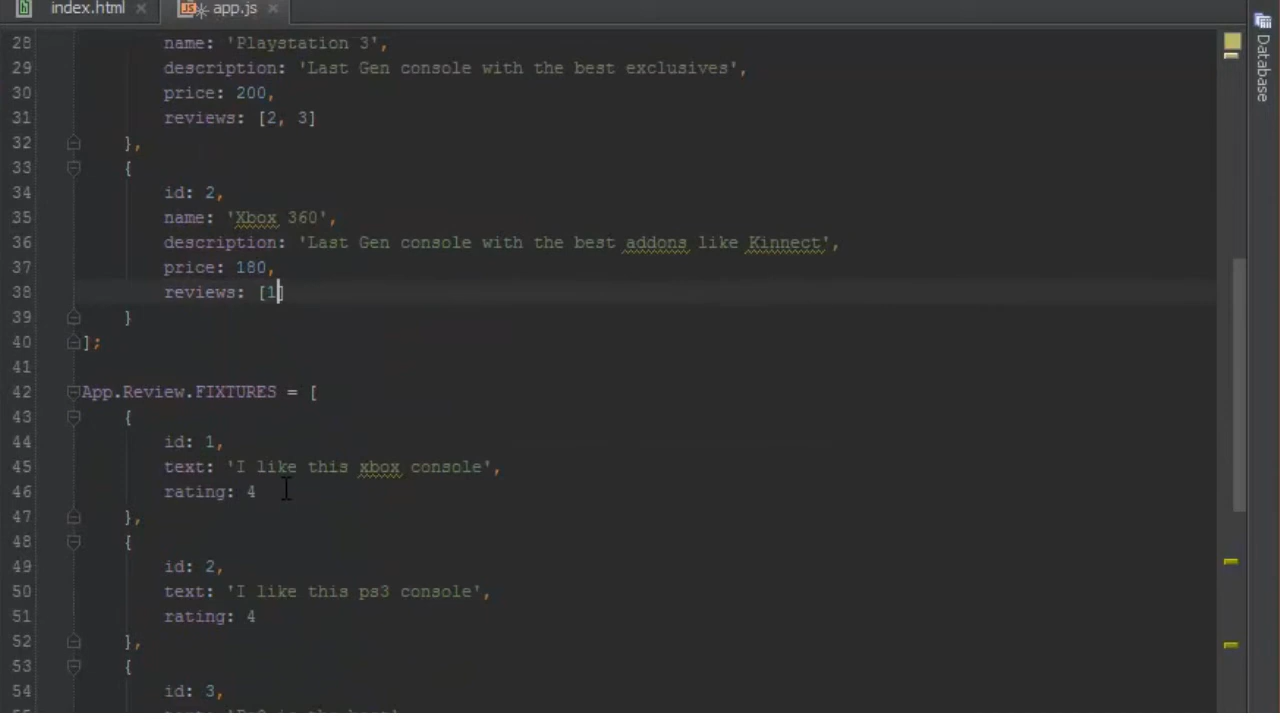 index.html
app.js
Database
28 name: 'Playstation 3',
29 description: 'Last Gen console with the best exclusives',
30 price: 200,
31 reviews: [2, 3]
32 },
33 {
34 id: 2,
35 name: 'Xbox 360',
36 description: 'Last Gen console with the best addons like Kinnect',
37 price: 180,
38 reviews: [1]
39 }
40 ];
41
42 App.Review.FIXTURES = [
43 {
44 id: 1,
45 text: 'I like this xbox console',
46 rating: 4
47 },
48 {
49 id: 2,
50 text: 'I like this ps3 console',
51 rating: 4
52 },
53 {
54 id: 3,